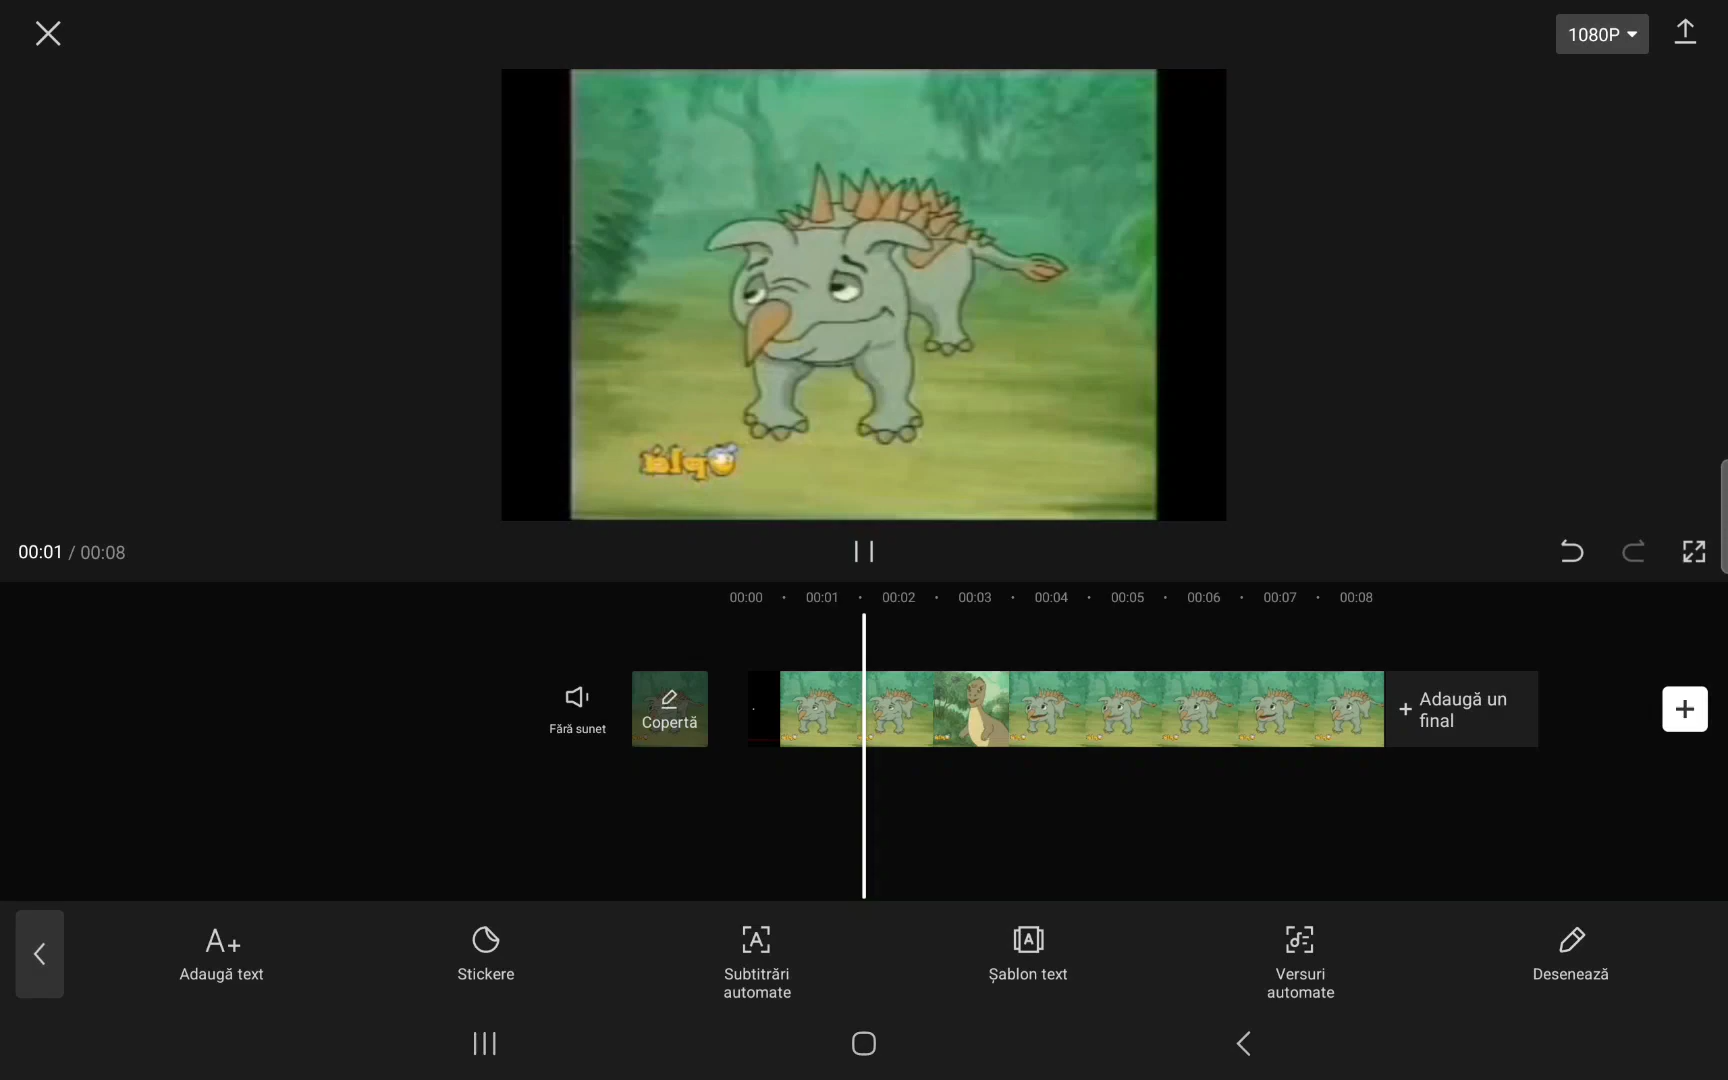 1080P
00:01 / 00:08
00:00 00:01 00:02 00:03 00:04 00:05 00:06 00:07 00:08
Fără sunet
Copertă
+ Adaugă un
final
Adaugă text
Stickere
Subtitrări
automate
Șablon text
Versuri
automate
Desenează